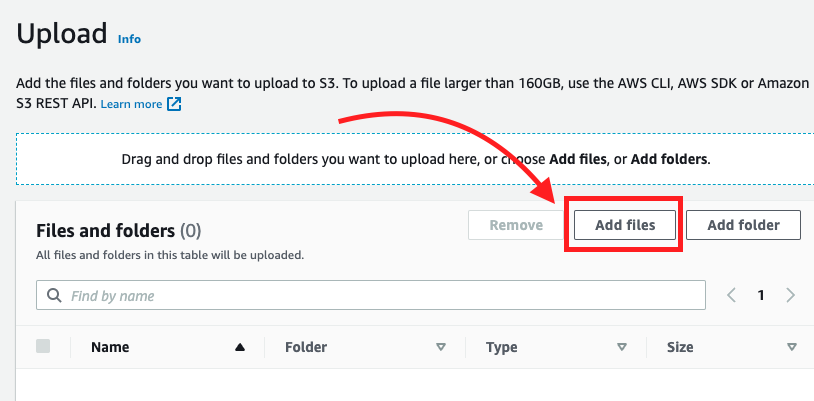 Upload Info
Add the files and folders you want to upload to S3. To upload a file larger than 160GB, use the AWS CLI, AWS SDK or Amazon
S3 REST API. Learn more
Drag and drop files and folders you want to upload here, or choose Add files, or Add folders.
Files and folders (0)
Remove Add files Add folder
All files and folders in this table will be uploaded.
Find by name
1
Name Folder Type Size